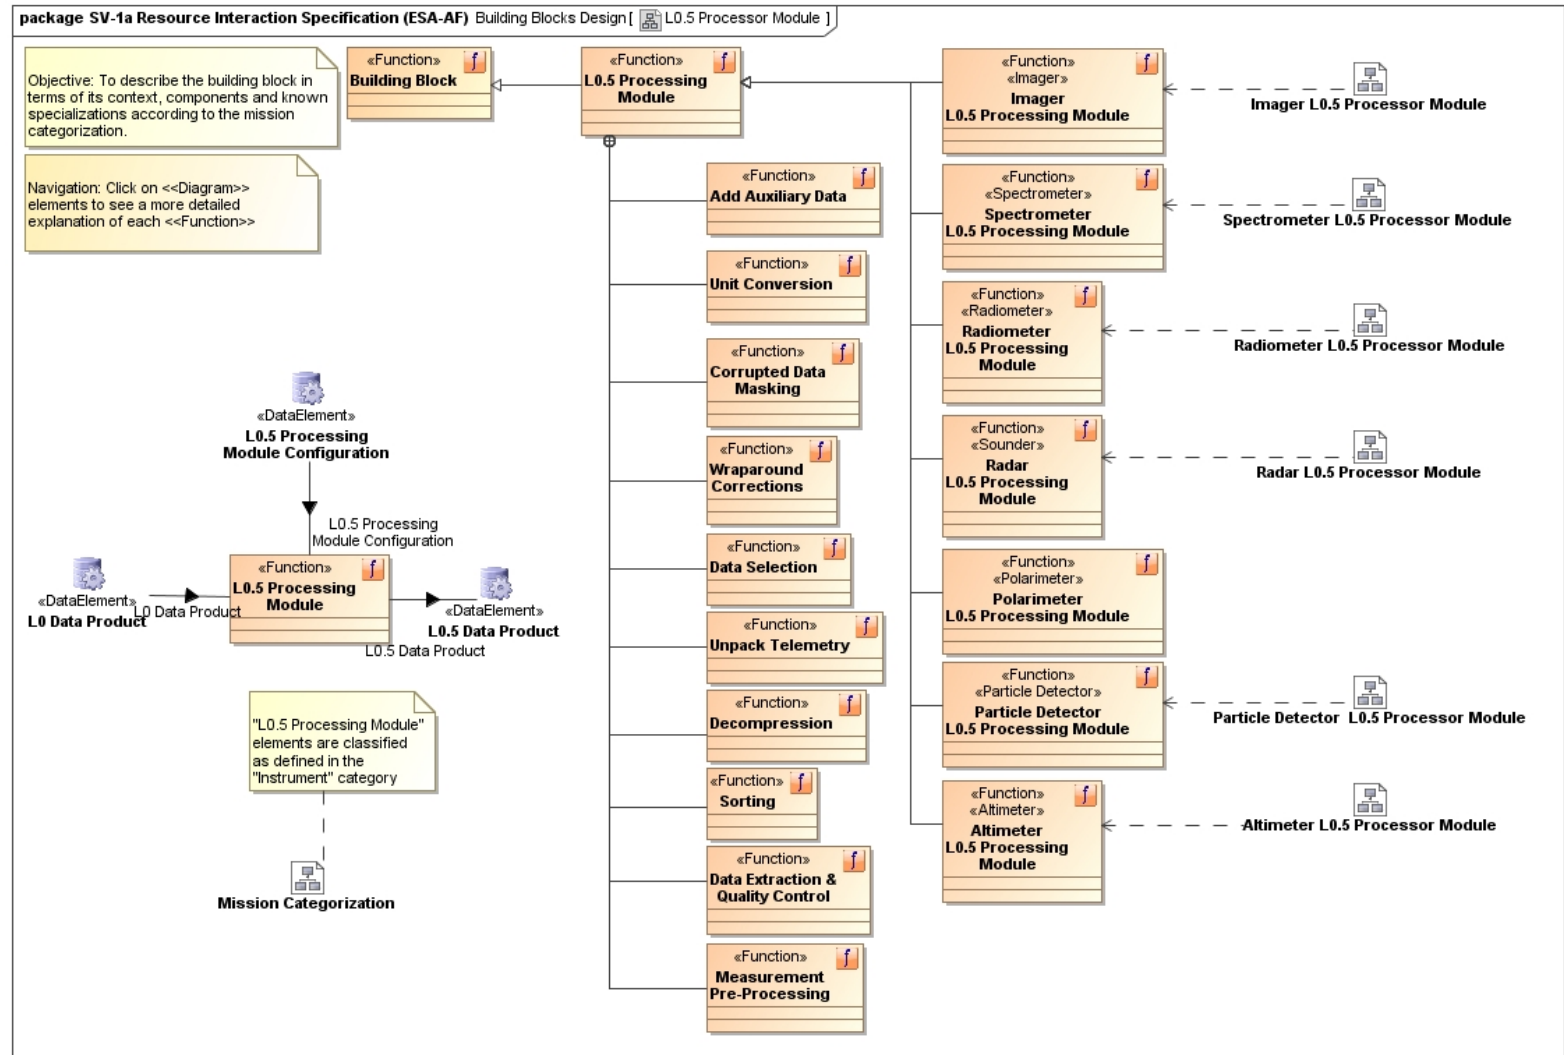 package SV-1a Resource Interaction Specification (ESA-AF) Building Blocks Design [ L0.5 Processor Module ]
Objective: To describe the building block in
terms of its context, components and known
specializations according to the mission
categorization.
Navigation: Click on <<Diagram>>
elements to see a more detailed
explanation of each <<Function>>
«Function»
Building Block
«Function»
L0.5 Processing
Module
«DataElement»
L0.5 Processing
Module Configuration
L0.5 Processing
Module Configuration
«DataElement»
L0 Data Product
L0 Data Product
«Function»
L0.5 Processing
Module
«DataElement»
L0.5 Data Product
L0.5 Data Product
"L0.5 Processing Module"
elements are classified
as defined in the
"Instrument" category
Mission Categorization
«Function»
Add Auxiliary Data
«Function»
Unit Conversion
«Function»
Corrupted Data
Masking
«Function»
Wraparound
Corrections
«Function»
Data Selection
«Function»
Unpack Telemetry
«Function»
Decompression
«Function»
Sorting
«Function»
Data Extraction &
Quality Control
«Function»
Measurement
Pre-Processing
«Function»
«Imager»
Imager
L0.5 Processing Module
Imager L0.5 Processor Module
«Function»
«Spectrometer»
Spectrometer
L0.5 Processing Module
Spectrometer L0.5 Processor Module
«Function»
«Radiometer»
Radiometer
L0.5 Processing
Module
Radiometer L0.5 Processor Module
«Function»
«Sounder»
Radar
L0.5 Processing
Module
Radar L0.5 Processor Module
«Function»
«Polarimeter»
Polarimeter
L0.5 Processing Module
«Function»
«Particle Detector»
Particle Detector
L0.5 Processing Module
Particle Detector L0.5 Processor Module
«Function»
«Altimeter»
Altimeter
L0.5 Processing
Module
Altimeter L0.5 Processor Module